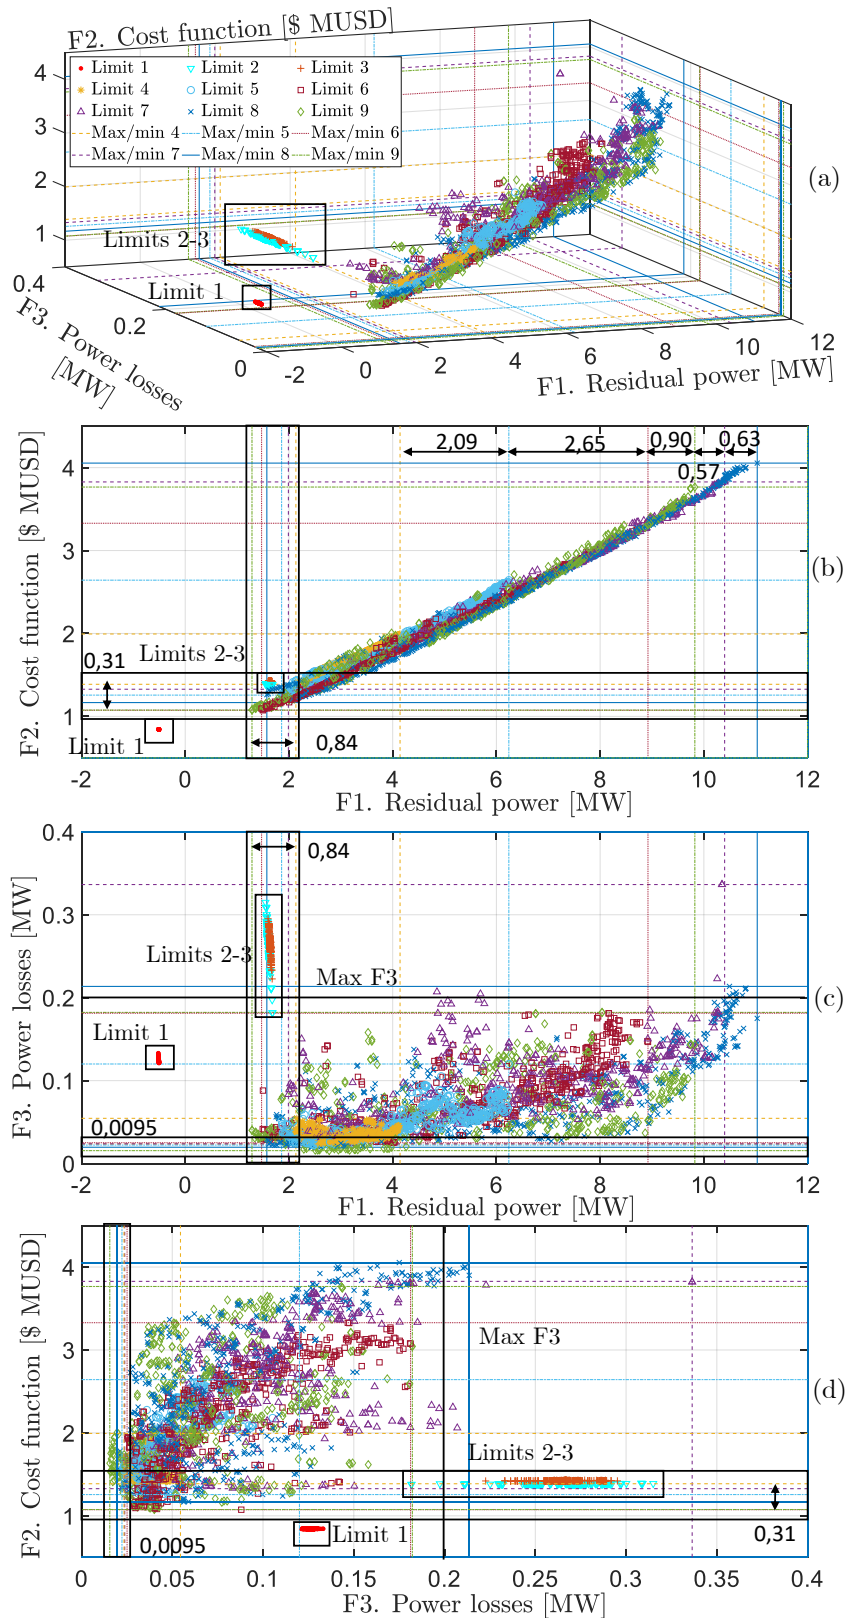 F2. Cost function [$ MUSD]
Limit 1 Limit 2 Limit 3
Limit 4 Limit 5 Limit 6
Limit 7 Limit 8 Limit 9
Max/min 4 Max/min 5 Max/min 6
Max/min 7 Max/min 8 Max/min 9
4
3
2
1
(a)
Limits 2-3
Limit 1
0.4
0.2
0
F3. Power losses
[MW]
-2
0
2
4
6
8
10
12
F1. Residual power [MW]
2,09
2,65
0,90
0,63
0,57
4
3
2
1
F2. Cost function [$ MUSD]
(b)
Limits 2-3
0,31
Limit 1
0,84
-2 0 2 4 6 8 10 12
F1. Residual power [MW]
0.4
0.3
0.2
0.1
0
F3. Power losses [MW]
0,84
Limits 2-3
Max F3
(c)
Limit 1
0,0095
-2 0 2 4 6 8 10 12
F1. Residual power [MW]
4
3
2
1
F2. Cost function [$ MUSD]
Max F3
(d)
Limits 2-3
Limit 1
0,31
0,0095
0 0.05 0.1 0.15 0.2 0.25 0.3 0.35 0.4
F3. Power losses [MW]